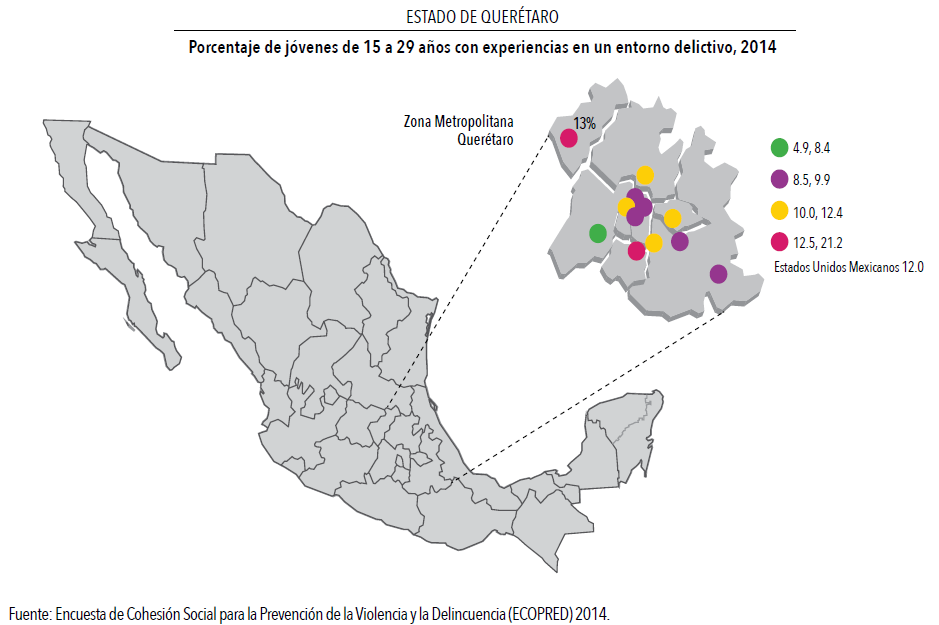 ESTADO DE QUERÉTARO
Porcentaje de jóvenes de 15 a 29 años con experiencias en un entorno delictivo, 2014
Zona Metropolitana
Querétaro
13%
4.9, 8.4
8.5, 9.9
10.0, 12.4
12.5, 21.2
Estados Unidos Mexicanos 12.0
Fuente: Encuesta de Cohesión Social para la Prevención de la Violencia y la Delincuencia (ECOPRED) 2014.